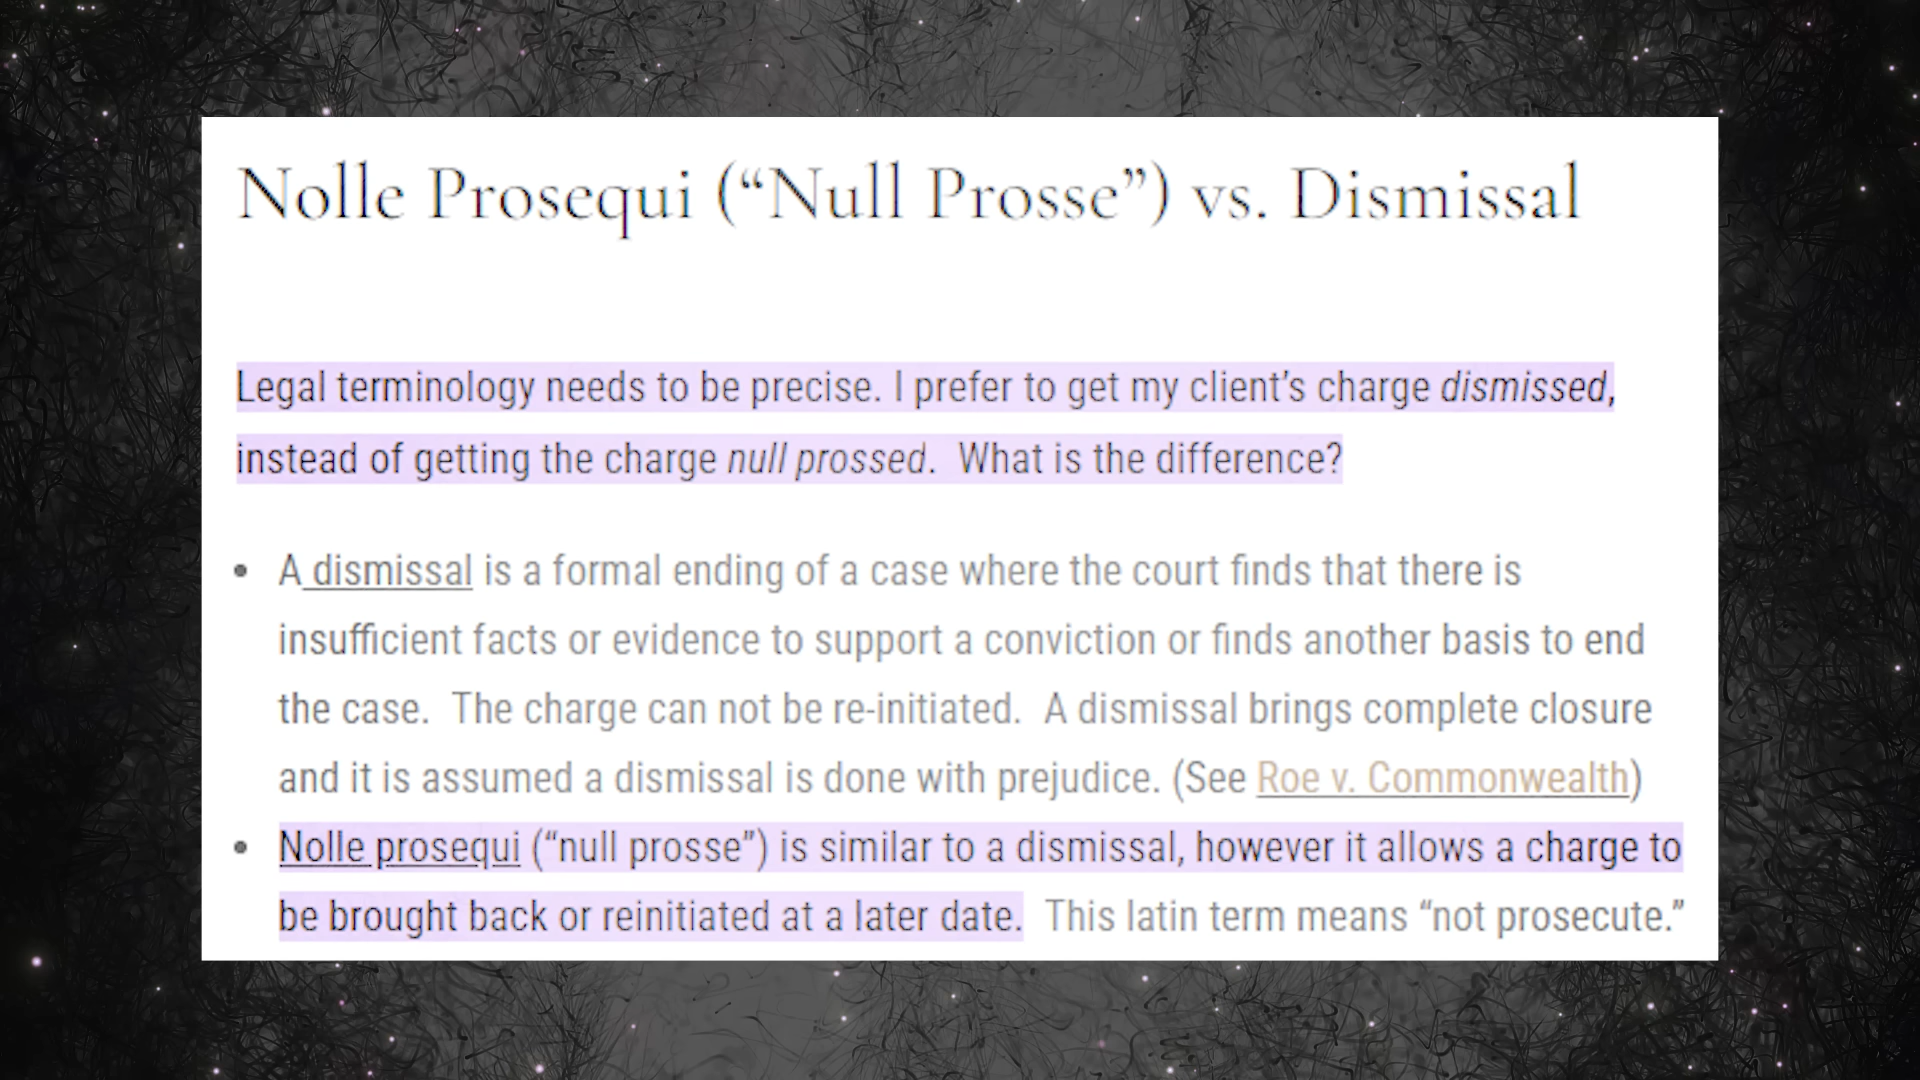 Nolle Prosequi (“Null Prosse”) vs. Dismissal
Legal terminology needs to be precise. I prefer to get my client’s charge dismissed,
instead of getting the charge null prossed.  What is the difference?
• A dismissal is a formal ending of a case where the court finds that there is
insufficient facts or evidence to support a conviction or finds another basis to end
the case.  The charge can not be re-initiated.  A dismissal brings complete closure
and it is assumed a dismissal is done with prejudice. (See Roe v. Commonwealth)
• Nolle prosequi (“null prosse”) is similar to a dismissal, however it allows a charge to
be brought back or reinitiated at a later date.  This latin term means “not prosecute.”